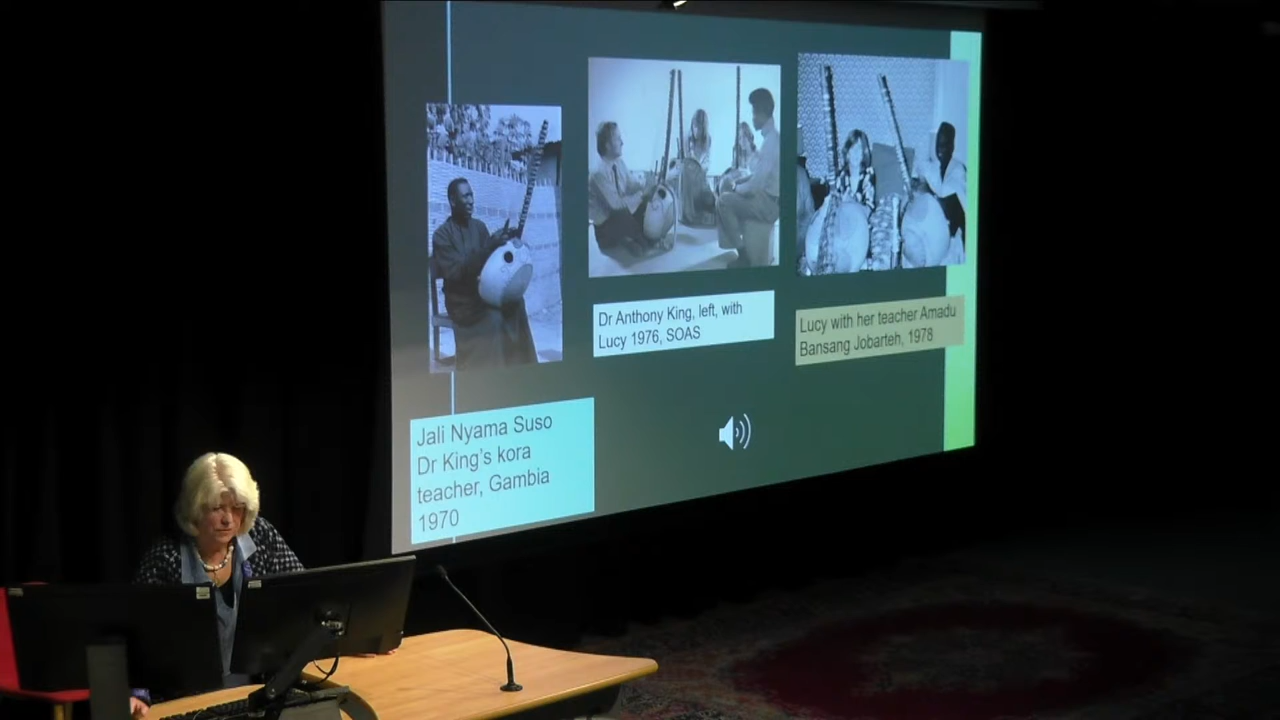 Jali Nyama Suso
Dr King's kora
teacher, Gambia
1970
Dr Anthony King, left, with
Lucy 1976, SOAS
Lucy with her teacher Amadu
Bansang Jobarteh, 1978